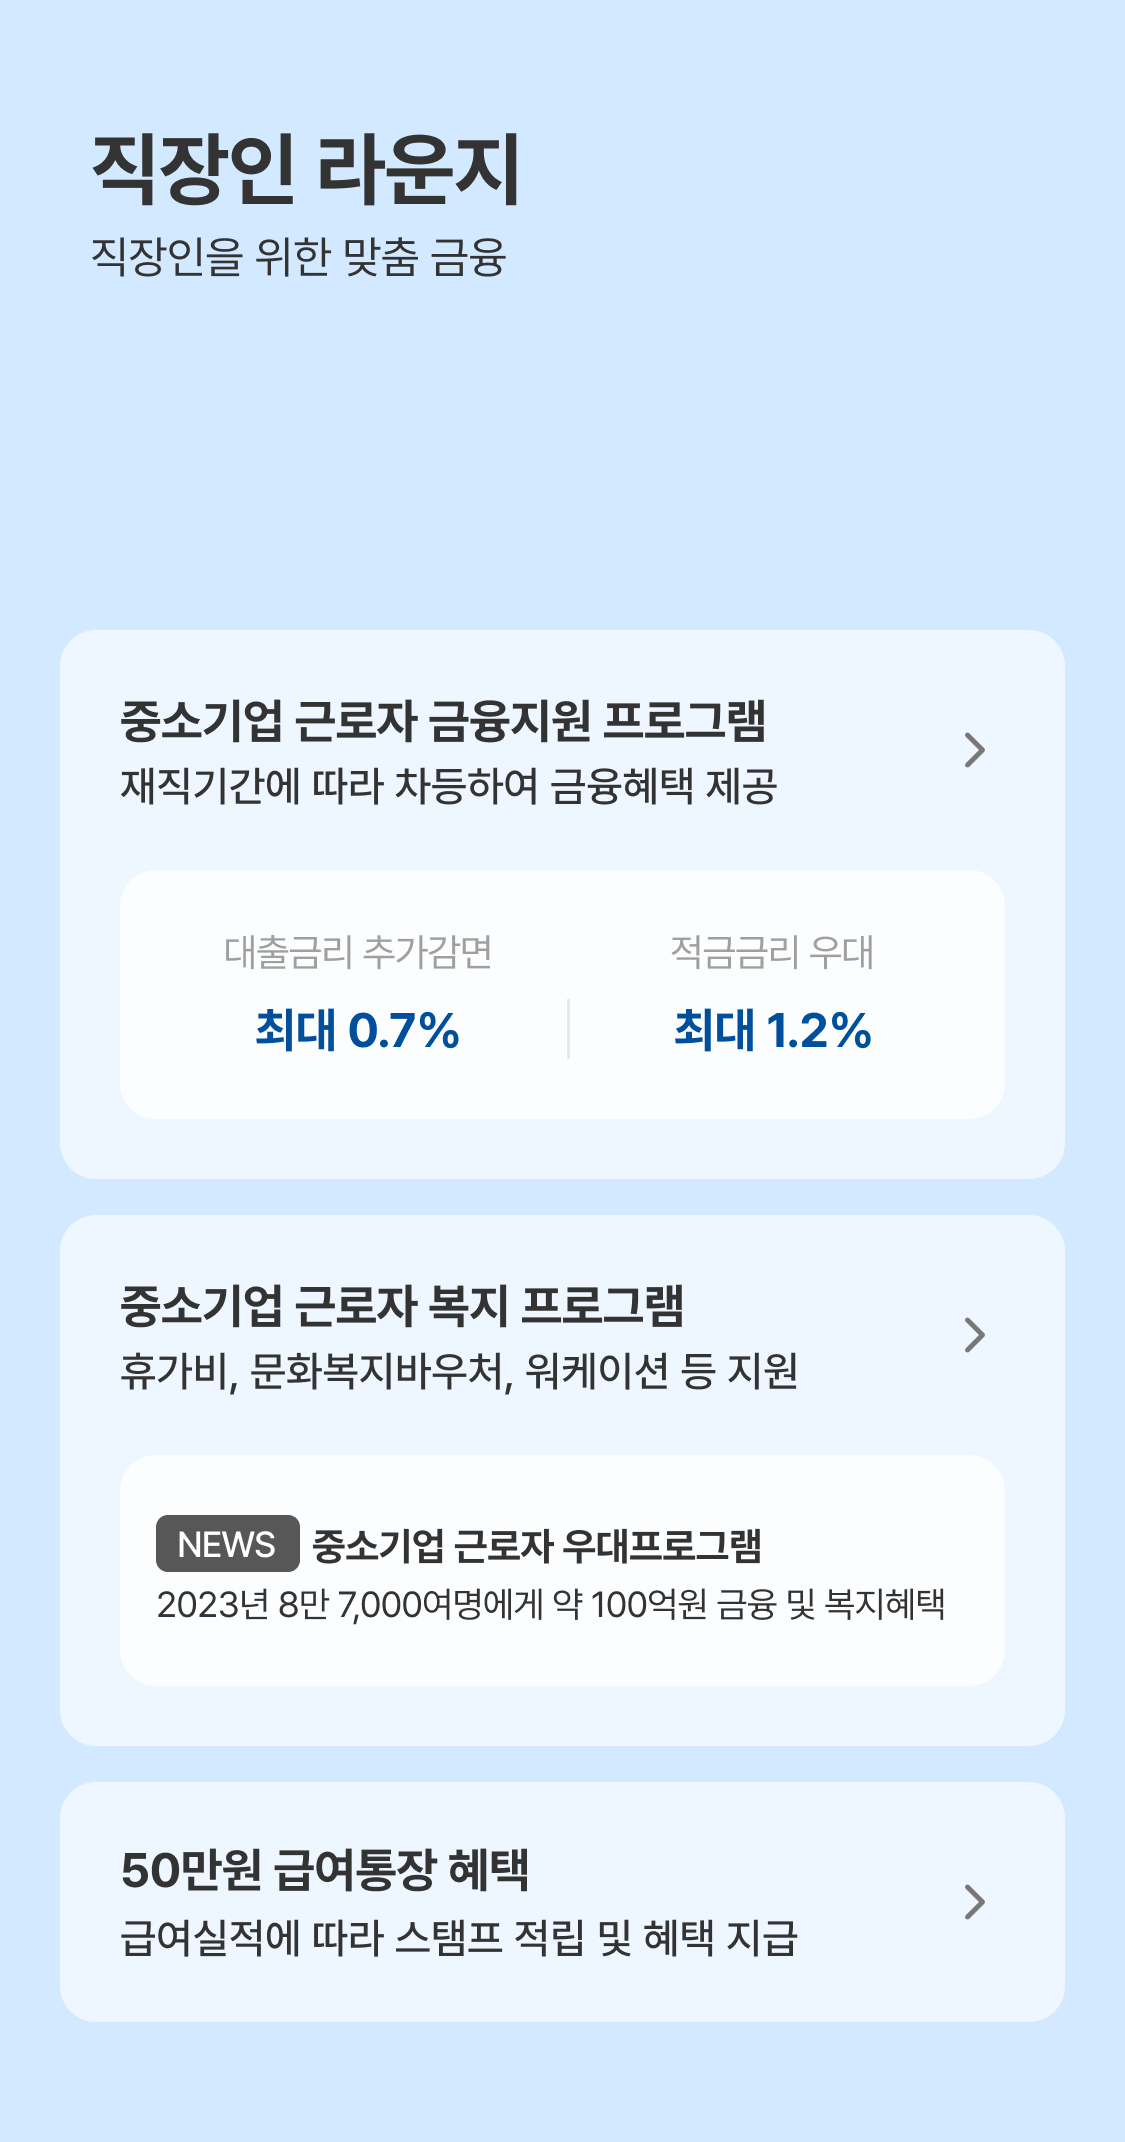 직장인 라운지
직장인을 위한 맞춤 금융
중소기업 근로자 금융지원 프로그램
재직기간에 따라 차등하여 금융혜택 제공
대출금리 추가감면
최대 0.7%
적금금리 우대
최대 1.2%
중소기업 근로자 복지 프로그램
휴가비, 문화복지바우처, 워케이션 등 지원
NEWS 중소기업 근로자 우대프로그램
2023년 8만 7,000여명에게 약 100억원 금융 및 복지혜택
50만원 급여통장 혜택
급여실적에 따라 스탬프 적립 및 혜택 지급